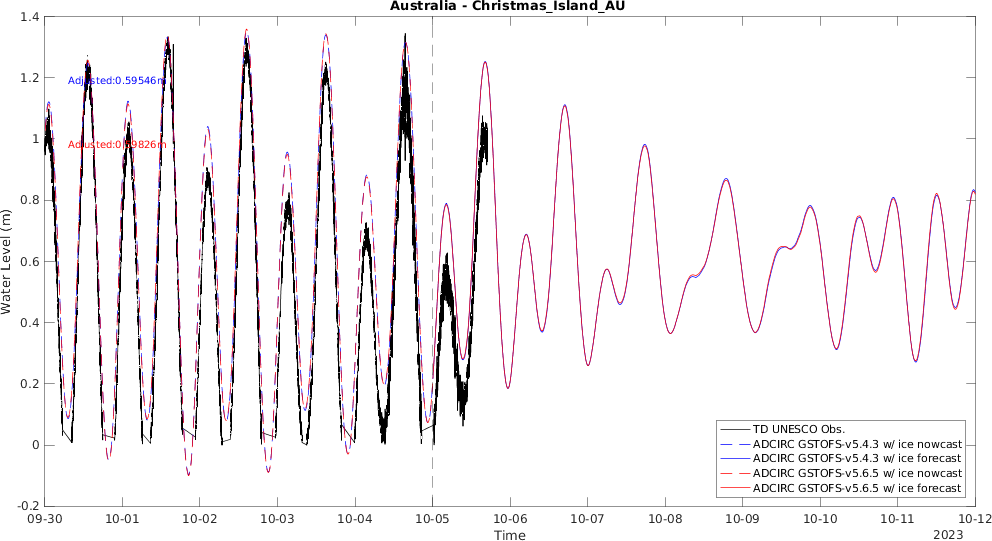 Australia - Christmas_Island_AU
1.4
1.2
1
0.8
0.6
0.4
0.2
0
-0.2
Water Level (m)
Adjusted:0.59546m
TD UNESCO Obs.
ADCIRC GSTOFS-v5.4.3 w/ ice nowcast
ADCIRC GSTOFS-v5.4.3 w/ ice forecast
ADCIRC GSTOFS-v5.6.5 w/ ice nowcast
ADCIRC GSTOFS-v5.6.5 w/ ice forecast
09-30 10-01 10-02 10-03 10-04 10-05 10-06 10-07 10-08 10-09 10-10 10-11 10-12
Time
2023